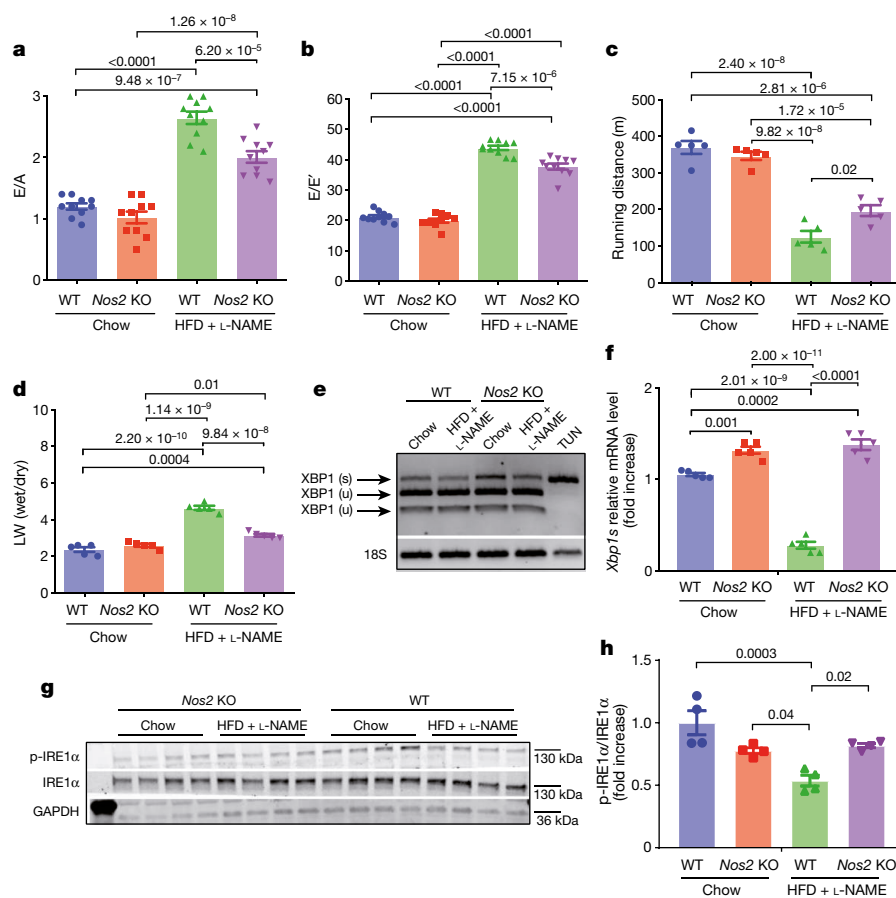 a
1.26 × 10⁻⁸
<0.0001
6.20 × 10⁻⁵
9.48 × 10⁻⁷
3
2
1
0
E/A
WT
Nos2 KO
WT
Nos2 KO
Chow
HFD + L-NAME
b
<0.0001
<0.0001
<0.0001
7.15 × 10⁻⁶
<0.0001
60
50
40
30
20
10
0
E/E′
WT
Nos2 KO
WT
Nos2 KO
Chow
HFD + L-NAME
c
2.40 × 10⁻⁸
2.81 × 10⁻⁶
1.72 × 10⁻⁵
9.82 × 10⁻⁸
0.02
500
400
300
200
100
0
Running distance (m)
WT
Nos2 KO
WT
Nos2 KO
Chow
HFD + L-NAME
d
0.01
1.14 × 10⁻⁹
2.20 × 10⁻¹⁰
9.84 × 10⁻⁸
0.0004
10
8
6
4
2
0
LW (wet/dry)
WT
Nos2 KO
WT
Nos2 KO
Chow
HFD + L-NAME
e
WT
Nos2 KO
Chow
HFD +
L-NAME
Chow
HFD +
L-NAME
TUN
XBP1 (s)
XBP1 (u)
XBP1 (u)
18S
f
2.00 × 10⁻¹¹
2.01 × 10⁻⁹
<0.0001
0.0002
0.001
2
1
0
Xbp1s relative mRNA level
(fold increase)
WT
Nos2 KO
WT
Nos2 KO
Chow
HFD + L-NAME
g
Nos2 KO
WT
Chow
HFD + L-NAME
Chow
HFD + L-NAME
p-IRE1α
130 kDa
IRE1α
130 kDa
GAPDH
36 kDa
h
0.0003
0.02
0.04
1.5
1.0
0.5
0
p-IRE1α/IRE1α
(fold increase)
WT
Nos2 KO
WT
Nos2 KO
Chow
HFD + L-NAME